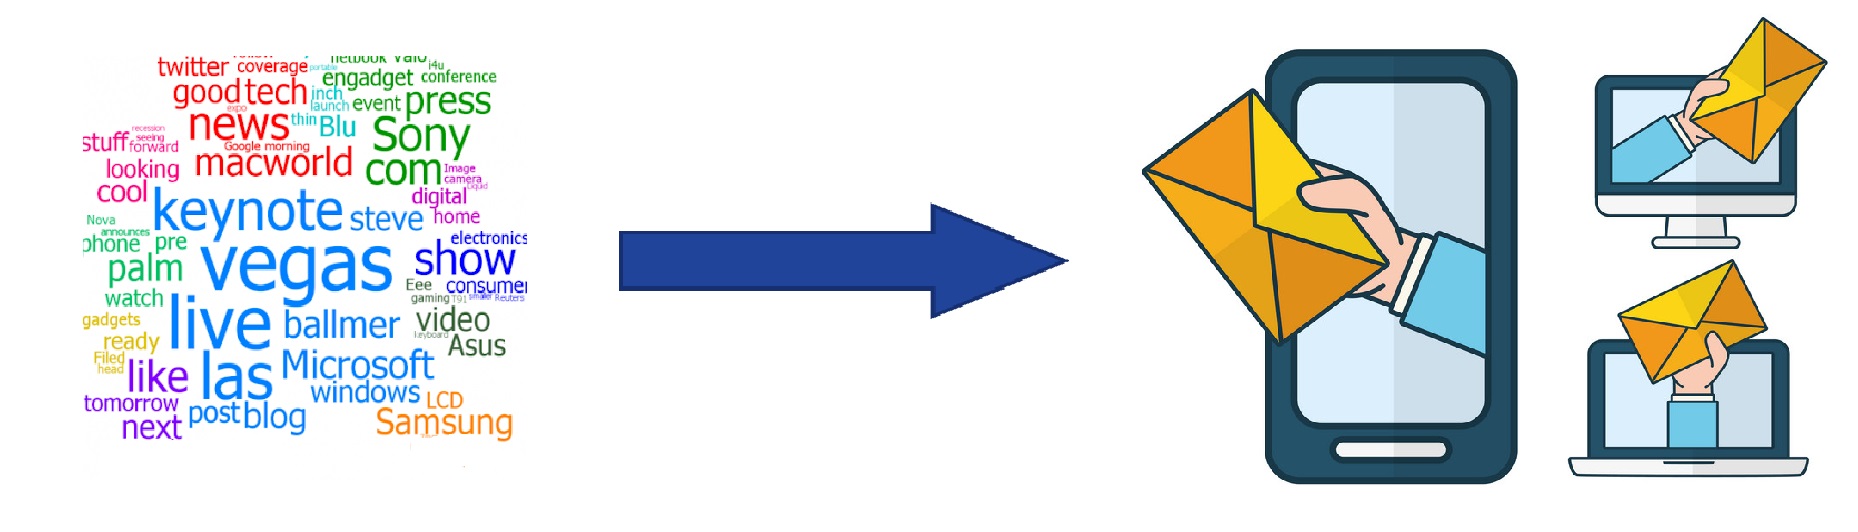 netbook
twitter coverage portable i4u
engadget conference
good tech inch press
expo launch event
news thin Blu Sony
recession
stuff seeing forward Google morning
looking macworld com Image camera
cool digital Liquid
keynote steve home
Nova
announces
phone pre electronics
palm vegas show
Eee consumer
watch gaming T91 smaller Reuters
gadgets live ballmer video
ready keyboard Asus
Filed
head
like las Microsoft
windows
tomorrow post blog LCD
next Samsung